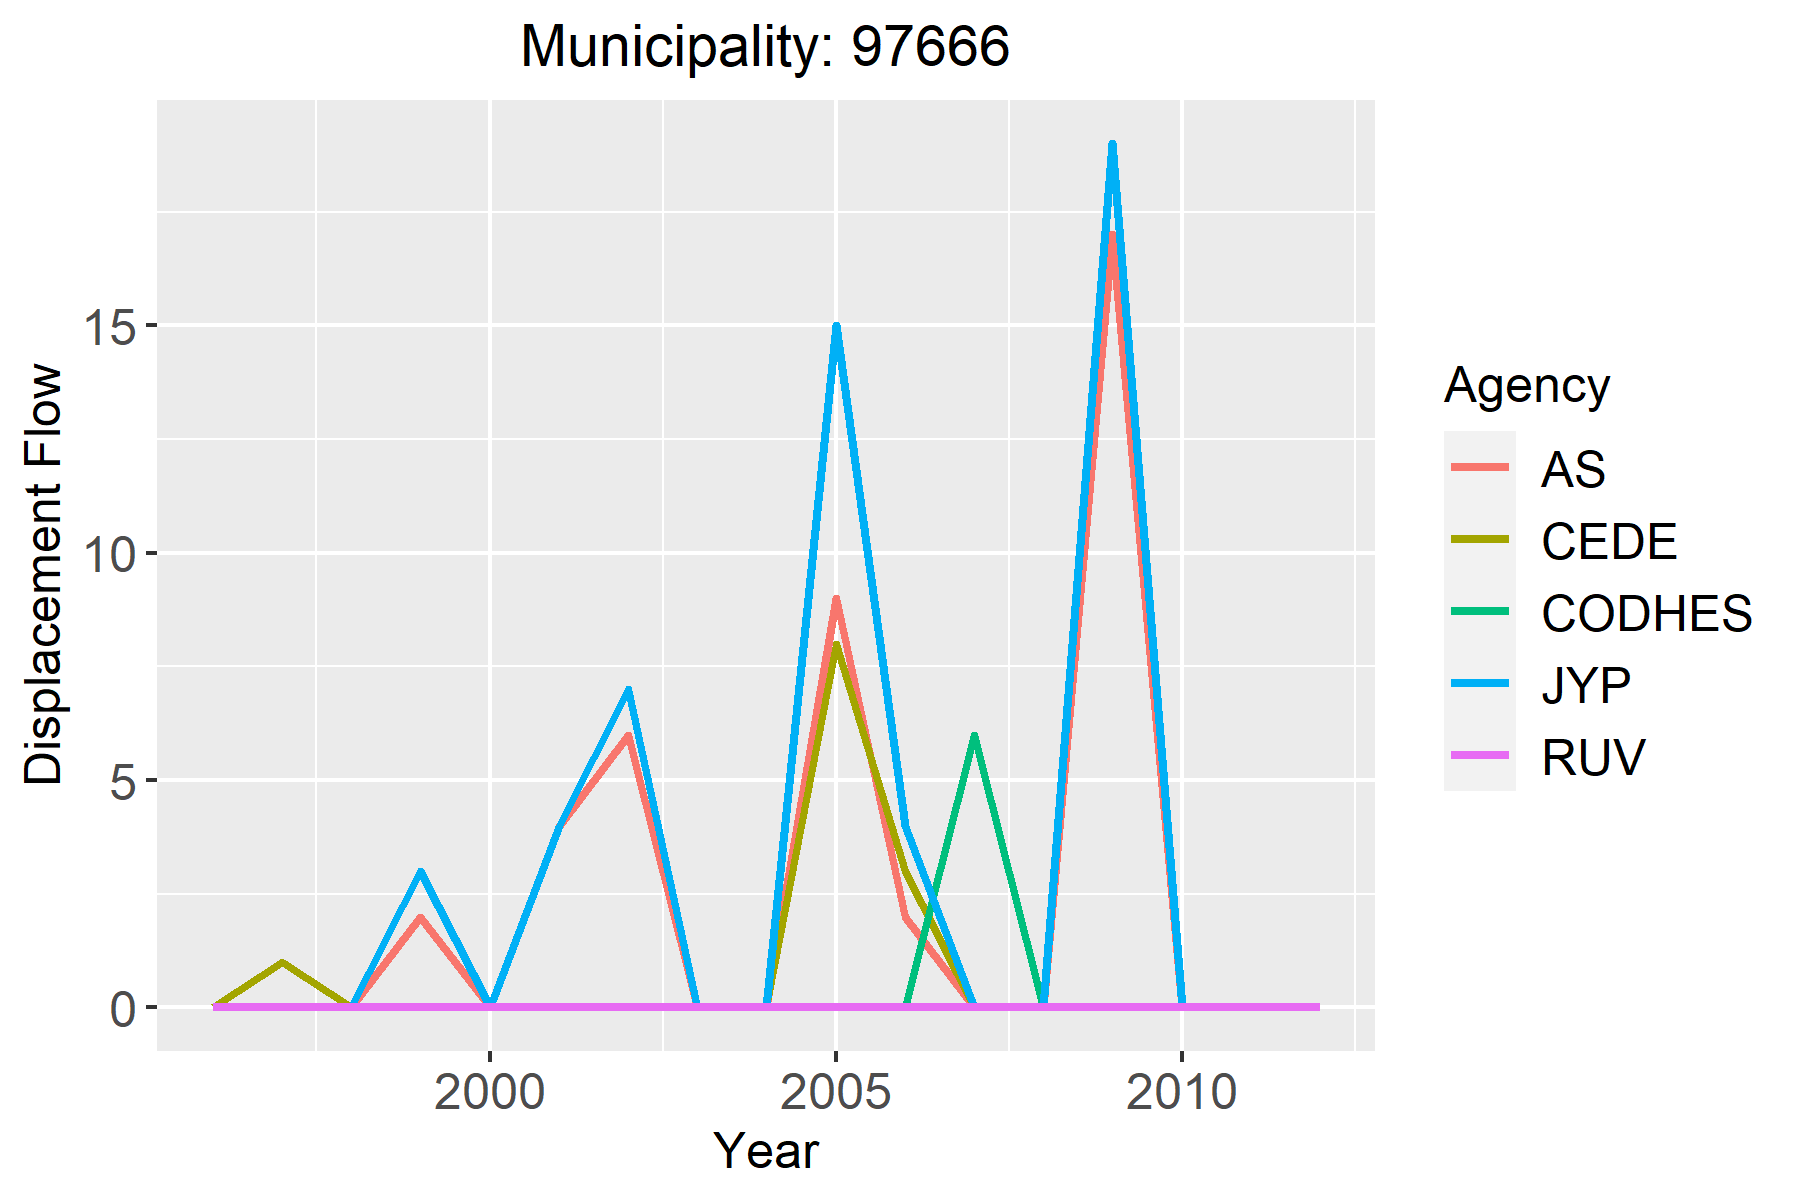 Municipality: 97666
Displacement Flow
15
10
5
0
2000 2005 2010
Year
Agency
AS
CEDE
CODHES
JYP
RUV